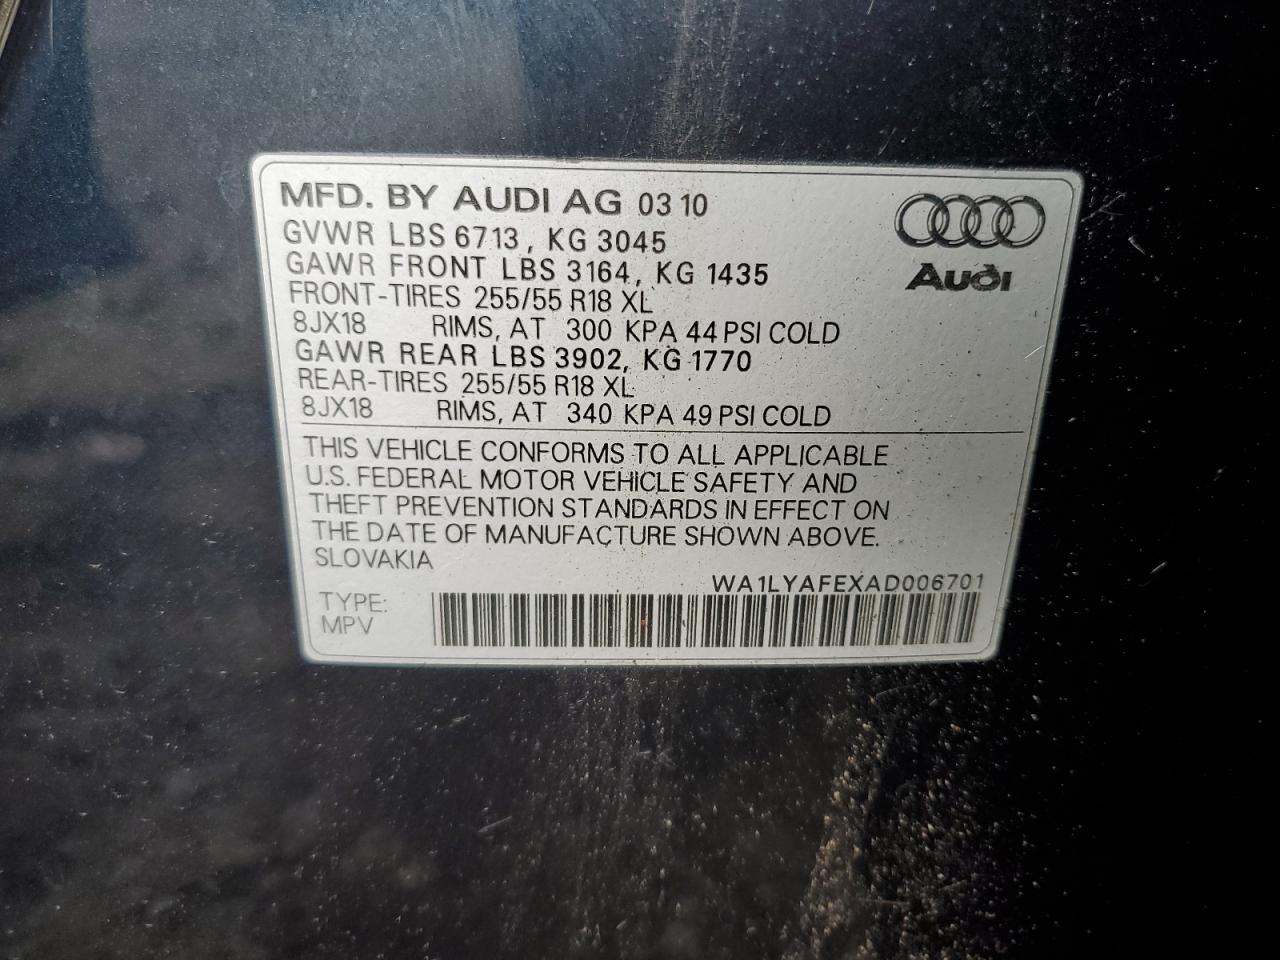 MFD. BY AUDI AG 03 10
GVWR LBS 6713, KG 3045
GAWR FRONT LBS 3164, KG 1435
FRONT-TIRES 255/55 R18 XL
8JX18 RIMS, AT 300 KPA 44 PSI COLD
GAWR REAR LBS 3902, KG 1770
REAR-TIRES 255/55 R18 XL
8JX18 RIMS, AT 340 KPA 49 PSI COLD
Audi
THIS VEHICLE CONFORMS TO ALL APPLICABLE
U.S. FEDERAL MOTOR VEHICLE SAFETY AND
THEFT PREVENTION STANDARDS IN EFFECT ON
THE DATE OF MANUFACTURE SHOWN ABOVE.
SLOVAKIA
WA1LYAFEXAD006701
TYPE:
MPV